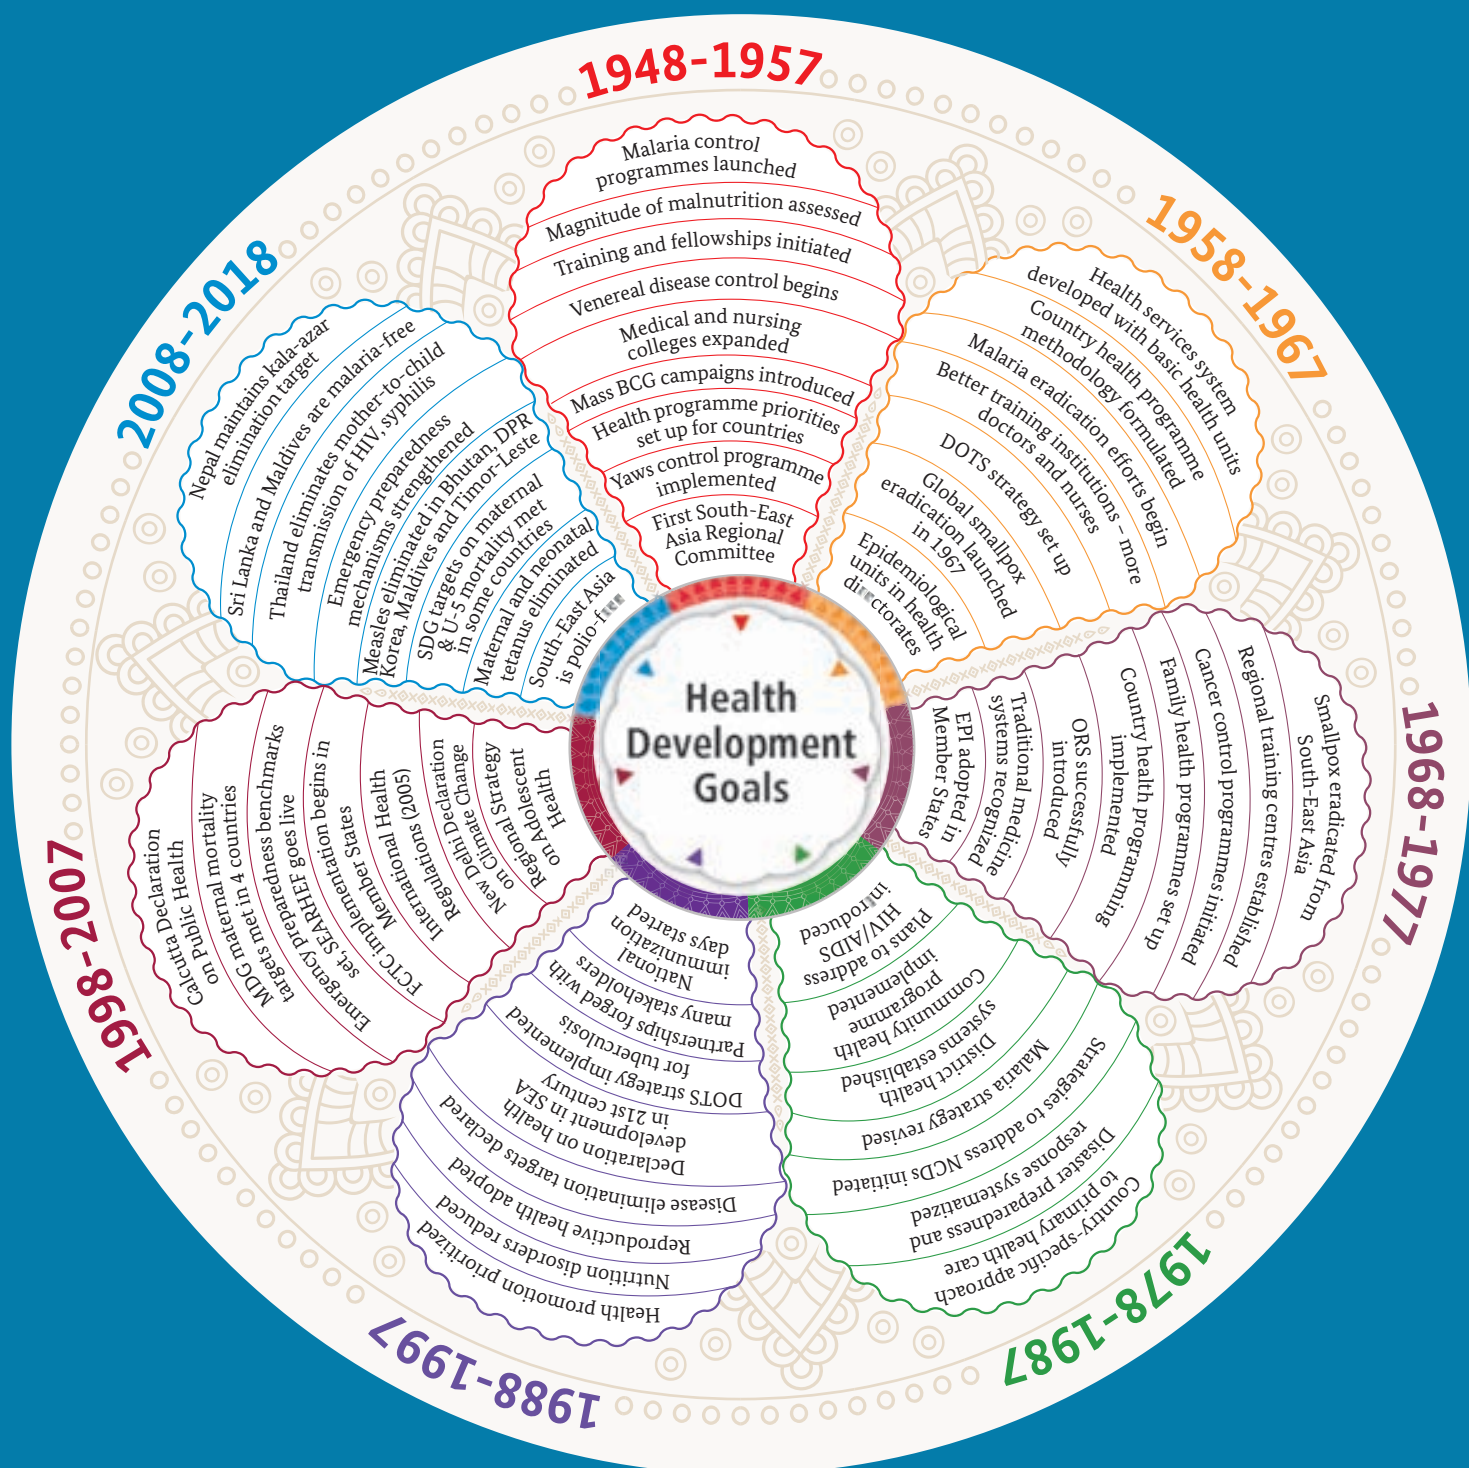 1948-1957
Malaria control
programmes launched
Magnitude of malnutrition assessed
Training and fellowships initiated
Venereal disease control begins
Medical and nursing
colleges expanded
Mass BCG campaigns introduced
Health programme priorities
set up for countries
Yaws control programme
implemented
First South-East
Asia Regional
Committee
1958-1967
Health services system
developed with basic health units
Country health programme
methodology formulated
Malaria eradication efforts begin
Better training institutions – more
doctors and nurses
DOTS strategy set up
Global smallpox
eradication launched
in 1967
Epidemiological
units in health
directorates
1968-1977
Smallpox eradicated from
South-East Asia
Regional training centres established
Cancer control programmes initiated
Family health programmes set up
Country health programming
implemented
ORS successfully
introduced
Traditional medicine
systems recognized
EPI adopted in
Member States
1978-1987
HIV/AIDS
introduced
Plans to address
Community health
programme
implemented
District health
systems established
Malaria strategy revised
Strategies to address NCDs initiated
Disaster preparedness and
response systematized
Country-specific approach
to primary health care
1988-1997
National
immunization
days started
Partnerships forged with
many stakeholders
DOTS strategy implemented
for tuberculosis
Declaration on health
development in SEA
in 21st century
Disease elimination targets declared
Reproductive health adopted
Nutrition disorders reduced
Health promotion prioritized
1998-2007
Calcutta Declaration
on Public Health
MDG maternal mortality
targets met in 4 countries
Emergency preparedness benchmarks
set, SEARHEF goes live
FCTC implementation begins in
Member States
International Health
Regulations (2005)
New Delhi Declaration
on Climate Change
Regional Strategy
on Adolescent
Health
2008-2018
Nepal maintains kala-azar
elimination target
Sri Lanka and Maldives are malaria-free
Thailand eliminates mother-to-child
transmission of HIV, syphilis
Emergency preparedness
mechanisms strengthened
Measles eliminated in Bhutan, DPR
Korea, Maldives and Timor-Leste
SDG targets on maternal
& U-5 mortality met
in some countries
Maternal and neonatal
tetanus eliminated
South-East Asia
is polio-free
Health
Development
Goals